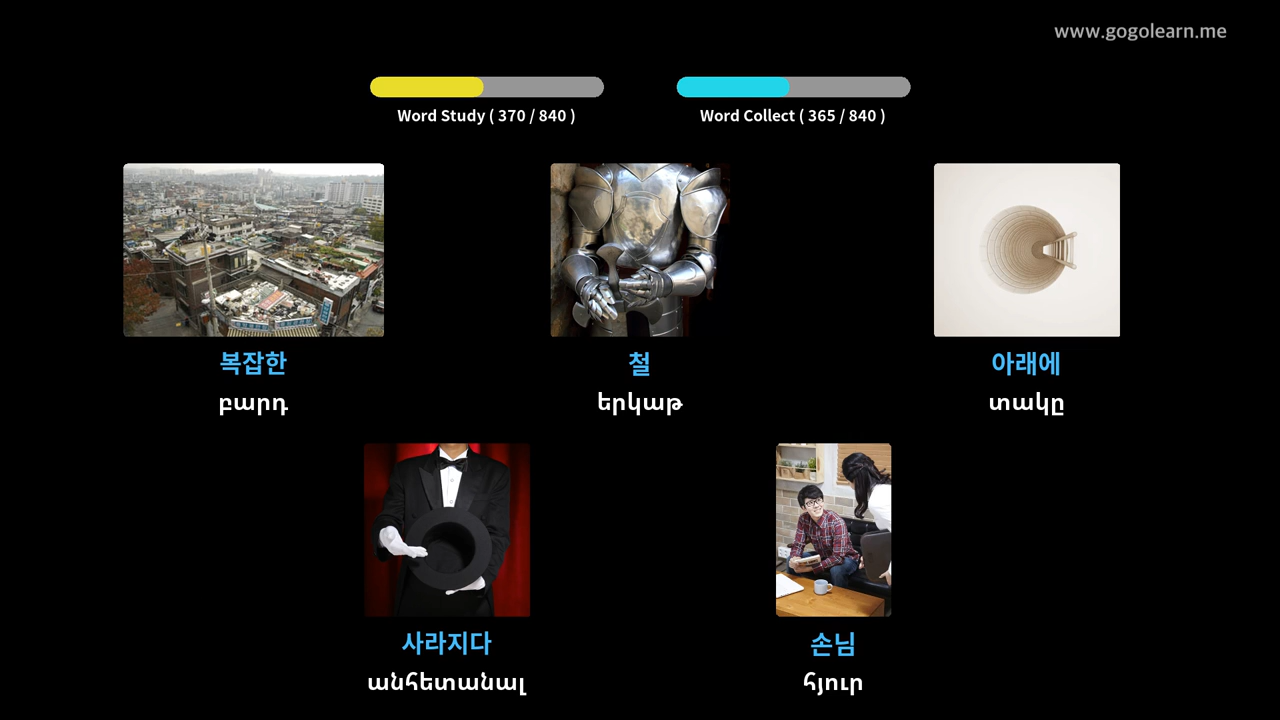 www.gogolearn.me
Word Study ( 370 / 840 )
Word Collect ( 365 / 840 )
복잡한
բարդ
철
երկաթ
아래에
տակը
사라지다
անհետանալ
손님
հյուր